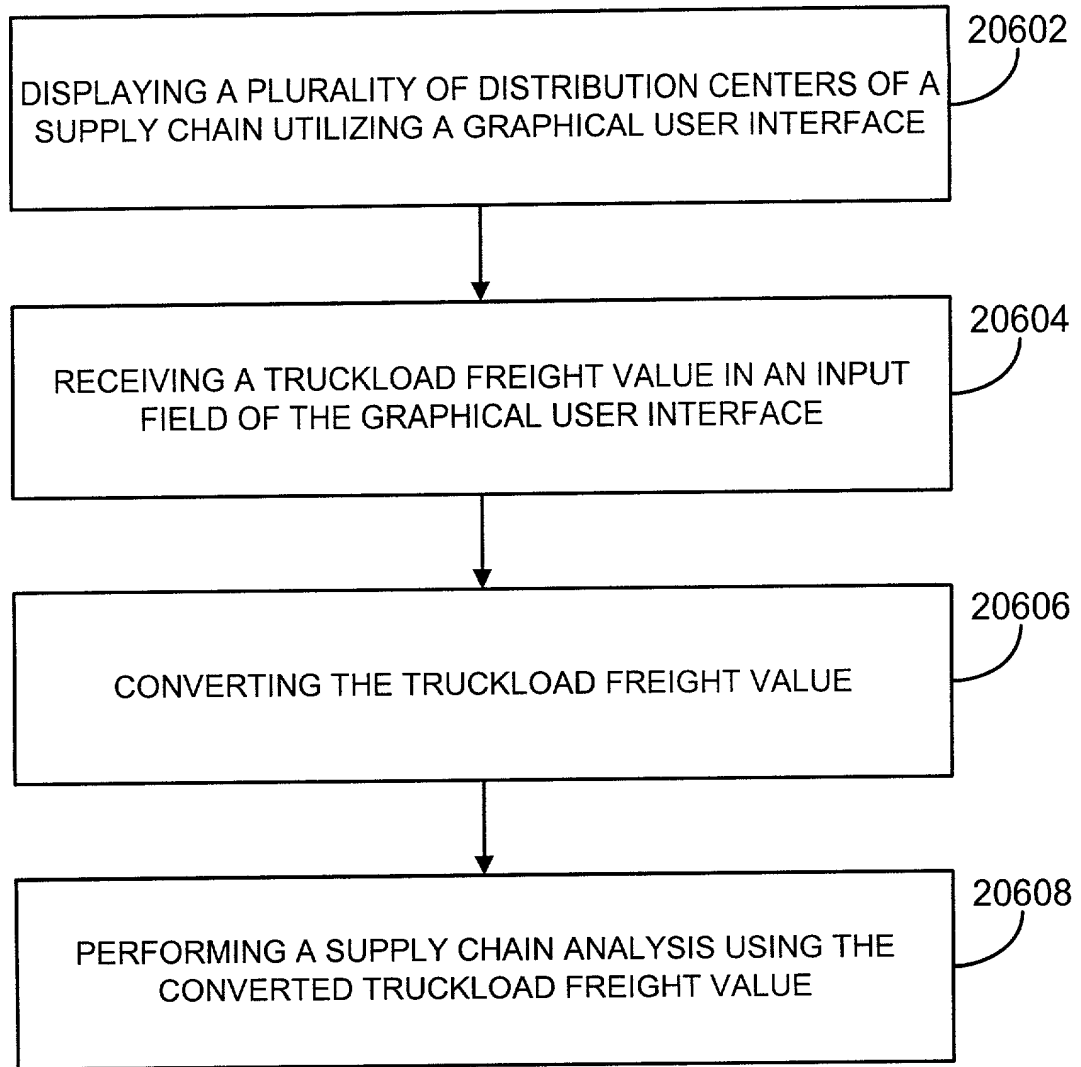 20602
DISPLAYING A PLURALITY OF DISTRIBUTION CENTERS OF A
SUPPLY CHAIN UTILIZING A GRAPHICAL USER INTERFACE
20604
RECEIVING A TRUCKLOAD FREIGHT VALUE IN AN INPUT
FIELD OF THE GRAPHICAL USER INTERFACE
20606
CONVERTING THE TRUCKLOAD FREIGHT VALUE
20608
PERFORMING A SUPPLY CHAIN ANALYSIS USING THE
CONVERTED TRUCKLOAD FREIGHT VALUE